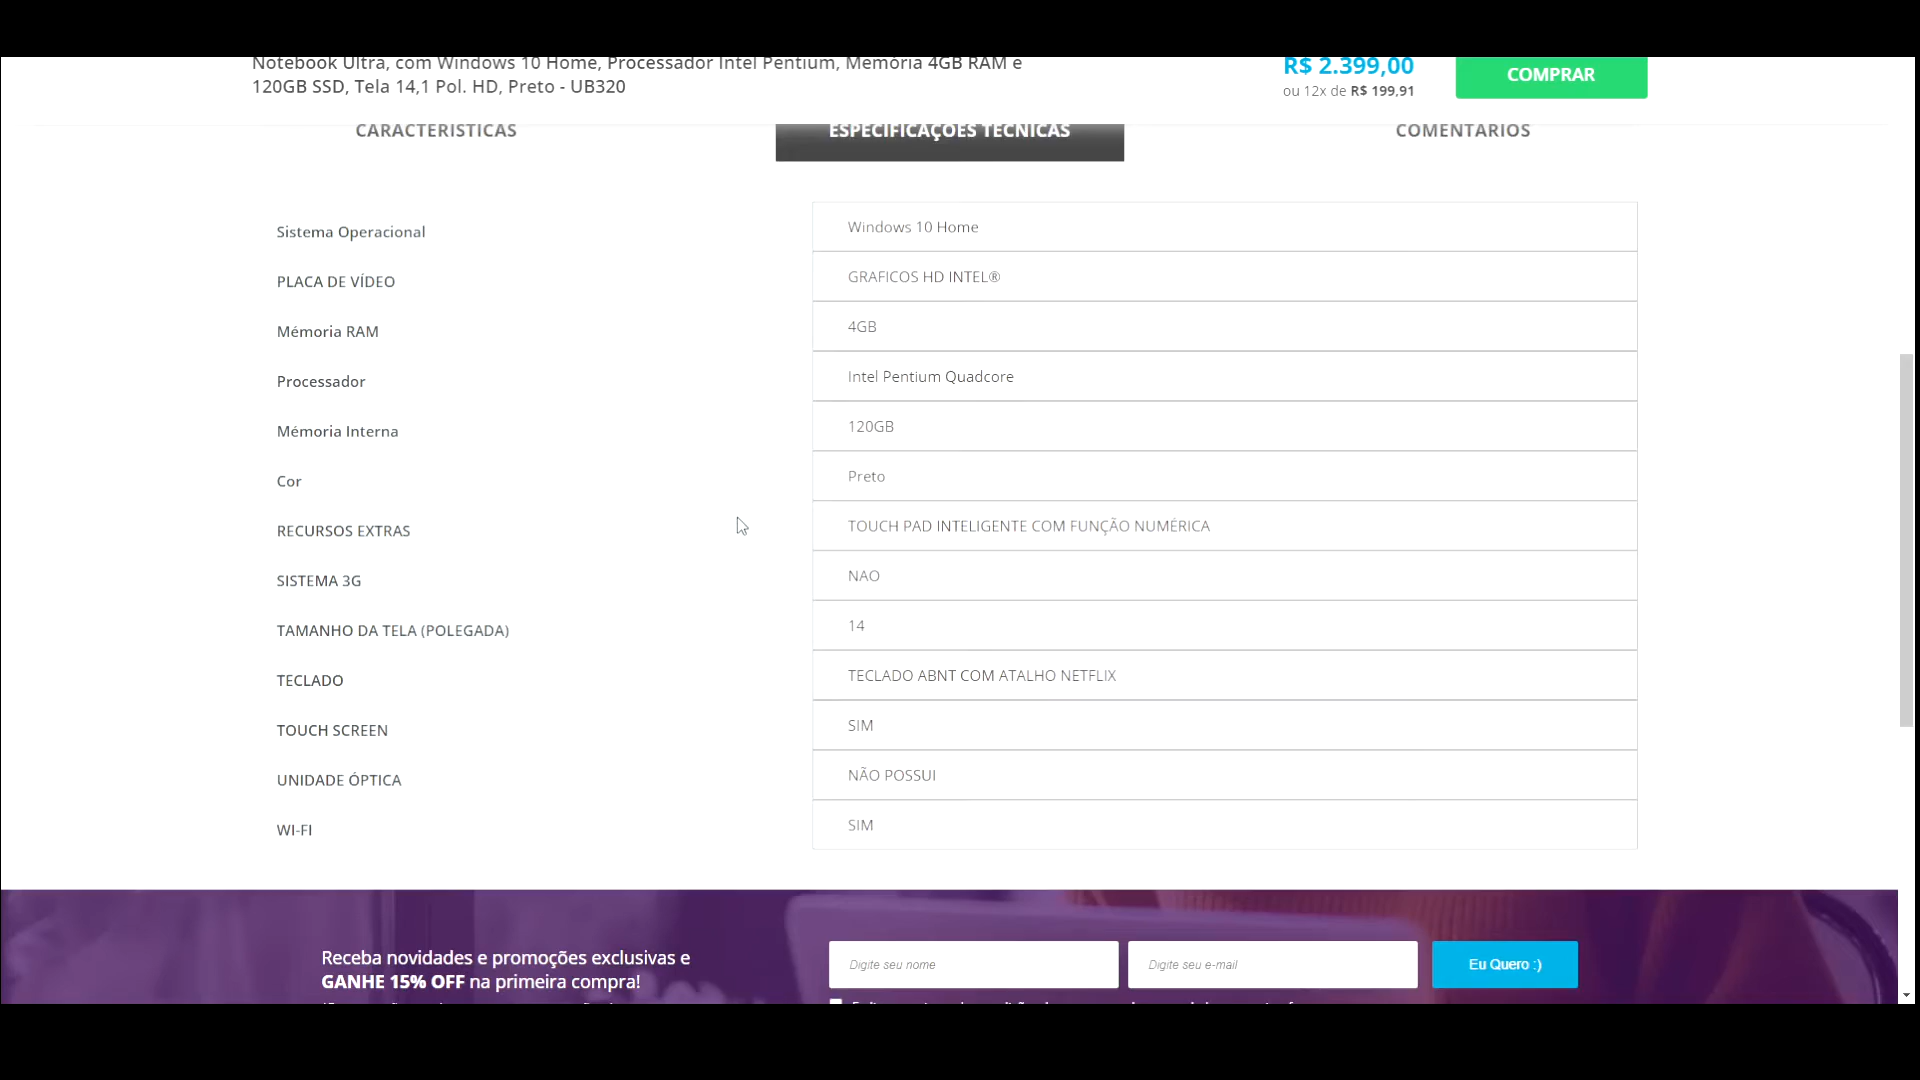 Notebook Ultra, com Windows 10 Home, Processador Intel Pentium, Memória 4GB RAM e
120GB SSD, Tela 14,1 Pol. HD, Preto - UB320
R$ 2.399,00
ou 12x de R$ 199,91
COMPRAR
CARACTERÍSTICAS
ESPECIFICAÇÕES TÉCNICAS
COMENTÁRIOS
Sistema Operacional
Windows 10 Home
PLACA DE VÍDEO
GRAFICOS HD INTEL®
Mémoria RAM
4GB
Processador
Intel Pentium Quadcore
Mémoria Interna
120GB
Cor
Preto
RECURSOS EXTRAS
TOUCH PAD INTELIGENTE COM FUNÇÃO NUMÉRICA
SISTEMA 3G
NAO
TAMANHO DA TELA (POLEGADA)
14
TECLADO
TECLADO ABNT COM ATALHO NETFLIX
TOUCH SCREEN
SIM
UNIDADE ÓPTICA
NÃO POSSUI
WI-FI
SIM
Receba novidades e promoções exclusivas e
GANHE 15% OFF na primeira compra!
Digite seu nome
Digite seu e-mail
Eu Quero :)